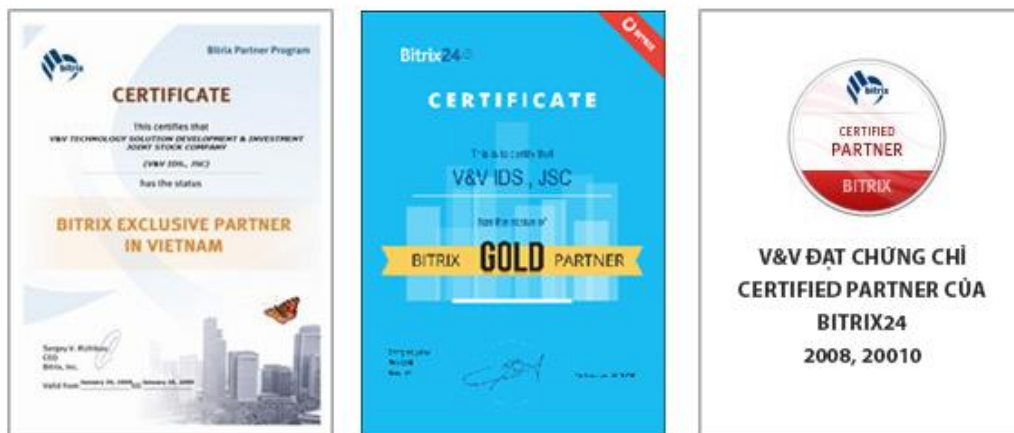 bitrix
Bitrix Partner Program
CERTIFICATE
This certifies that
V&V TECHNOLOGY SOLUTION DEVELOPMENT & INVESTMENT
JOINT STOCK COMPANY
(V&V IDS., JSC)
has the status
BITRIX EXCLUSIVE PARTNER
IN VIETNAM
CEO
Bitrix, Inc.
Valid from
Bitrix24
BITRIX
CERTIFICATE
This is to certify that
V&V IDS., JSC
has the status of
BITRIX GOLD PARTNER
bitrix
CERTIFIED
PARTNER
BITRIX
V&V ĐẠT CHỨNG CHỈ
CERTIFIED PARTNER CỦA
BITRIX24
2008, 20010